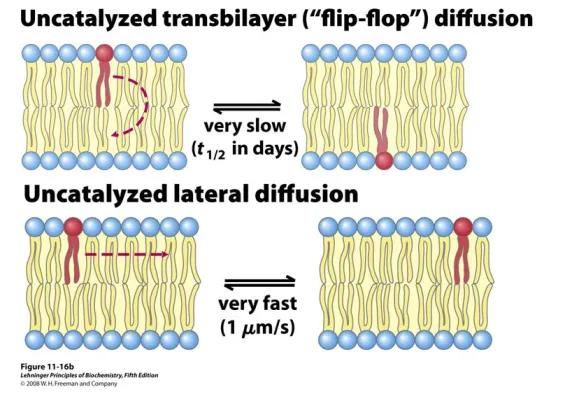 Uncatalyzed transbilayer (“flip-flop”) diffusion
very slow
(t 1/2 in days)
Uncatalyzed lateral diffusion
very fast
(1 μm/s)
Figure 11-16b
Lehninger Principles of Biochemistry, Fifth Edition
© 2008 W. H. Freeman and Company